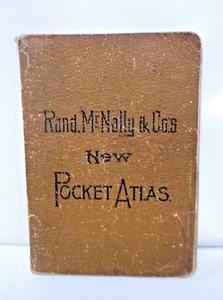 Rand, McNally & Co.'s
New
Pocket Atlas.